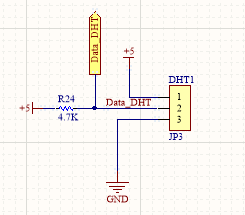 Data_DHT
+5
DHT1
R24
Data_DHT
1
2
3
+5
4.7K
JP3
GND